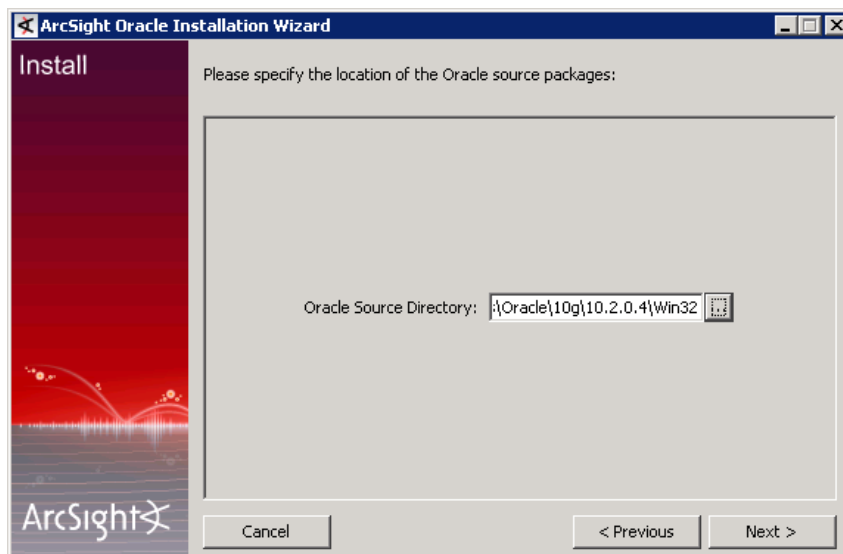 ArcSight Oracle Installation Wizard
Install
Please specify the location of the Oracle source packages:
Oracle Source Directory: :\Oracle\10g\10.2.0.4\Win32 ...
ArcSight
Cancel < Previous Next >